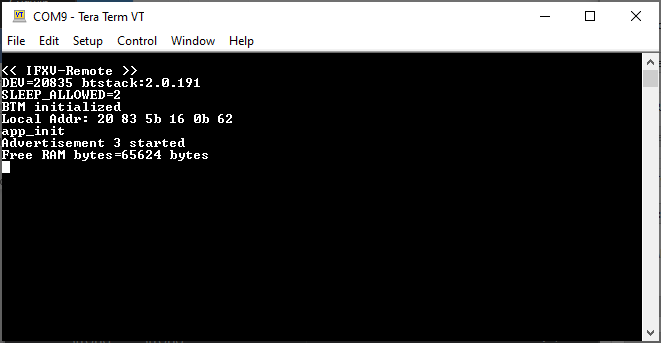 COM9 - Tera Term VT
File Edit Setup Control Window Help
<< IFXV-Remote >>
DEV=20835 btstack:2.0.191
SLEEP_ALLOWED=2
BTM initialized
Local Addr: 20 83 5b 16 0b 62
app_init
Advertisement 3 started
Free RAM bytes=65624 bytes